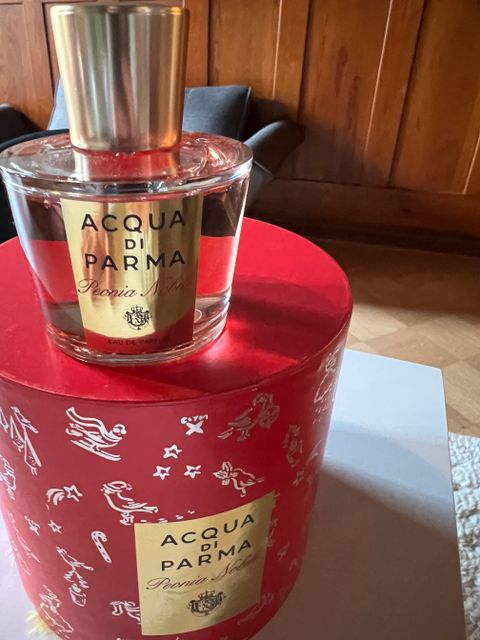 ACQUA
DI
PARMA
Peonia Nobile
EAU DE PARFUM
ACQUA
DI
PARMA
Peonia Nobile